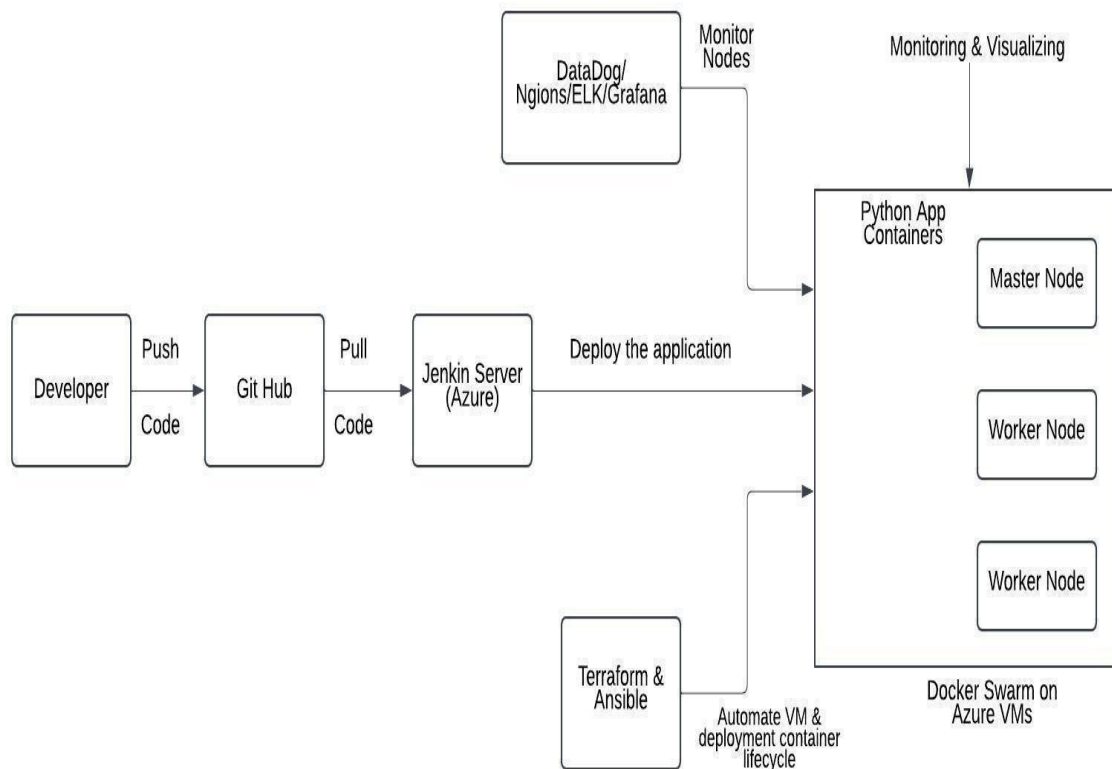 Monitor
Nodes
Monitoring & Visualizing
DataDog/
Ngions/ELK/Grafana
Python App
Containers
Master Node
Developer
Push
Code
Git Hub
Pull
Code
Jenkin Server
(Azure)
Deploy the application
Worker Node
Worker Node
Terraform &
Ansible
Automate VM &
deployment container
lifecycle
Docker Swarm on
Azure VMs